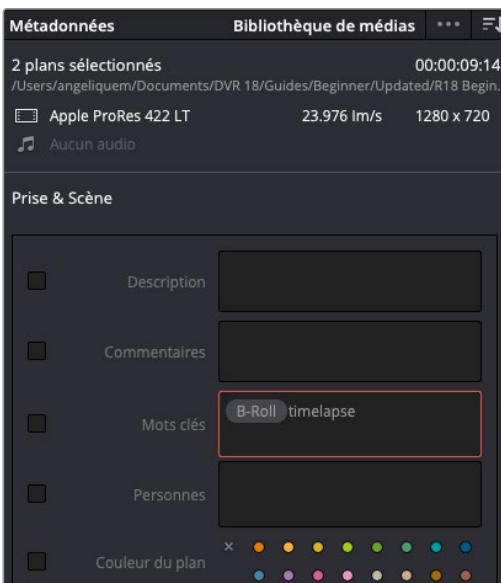 Métadonnées Bibliothèque de médias
2 plans sélectionnés 00:00:09:14
/Users/angeliquem/Documents/DVR 18/Guides/Beginner/Updated/R18 Begin.
Apple ProRes 422 LT 23.976 Im/s 1280 x 720
Aucun audio
Prise & Scène
Description
Commentaires
Mots clés B-Roll timelapse
Personnes
Couleur du plan